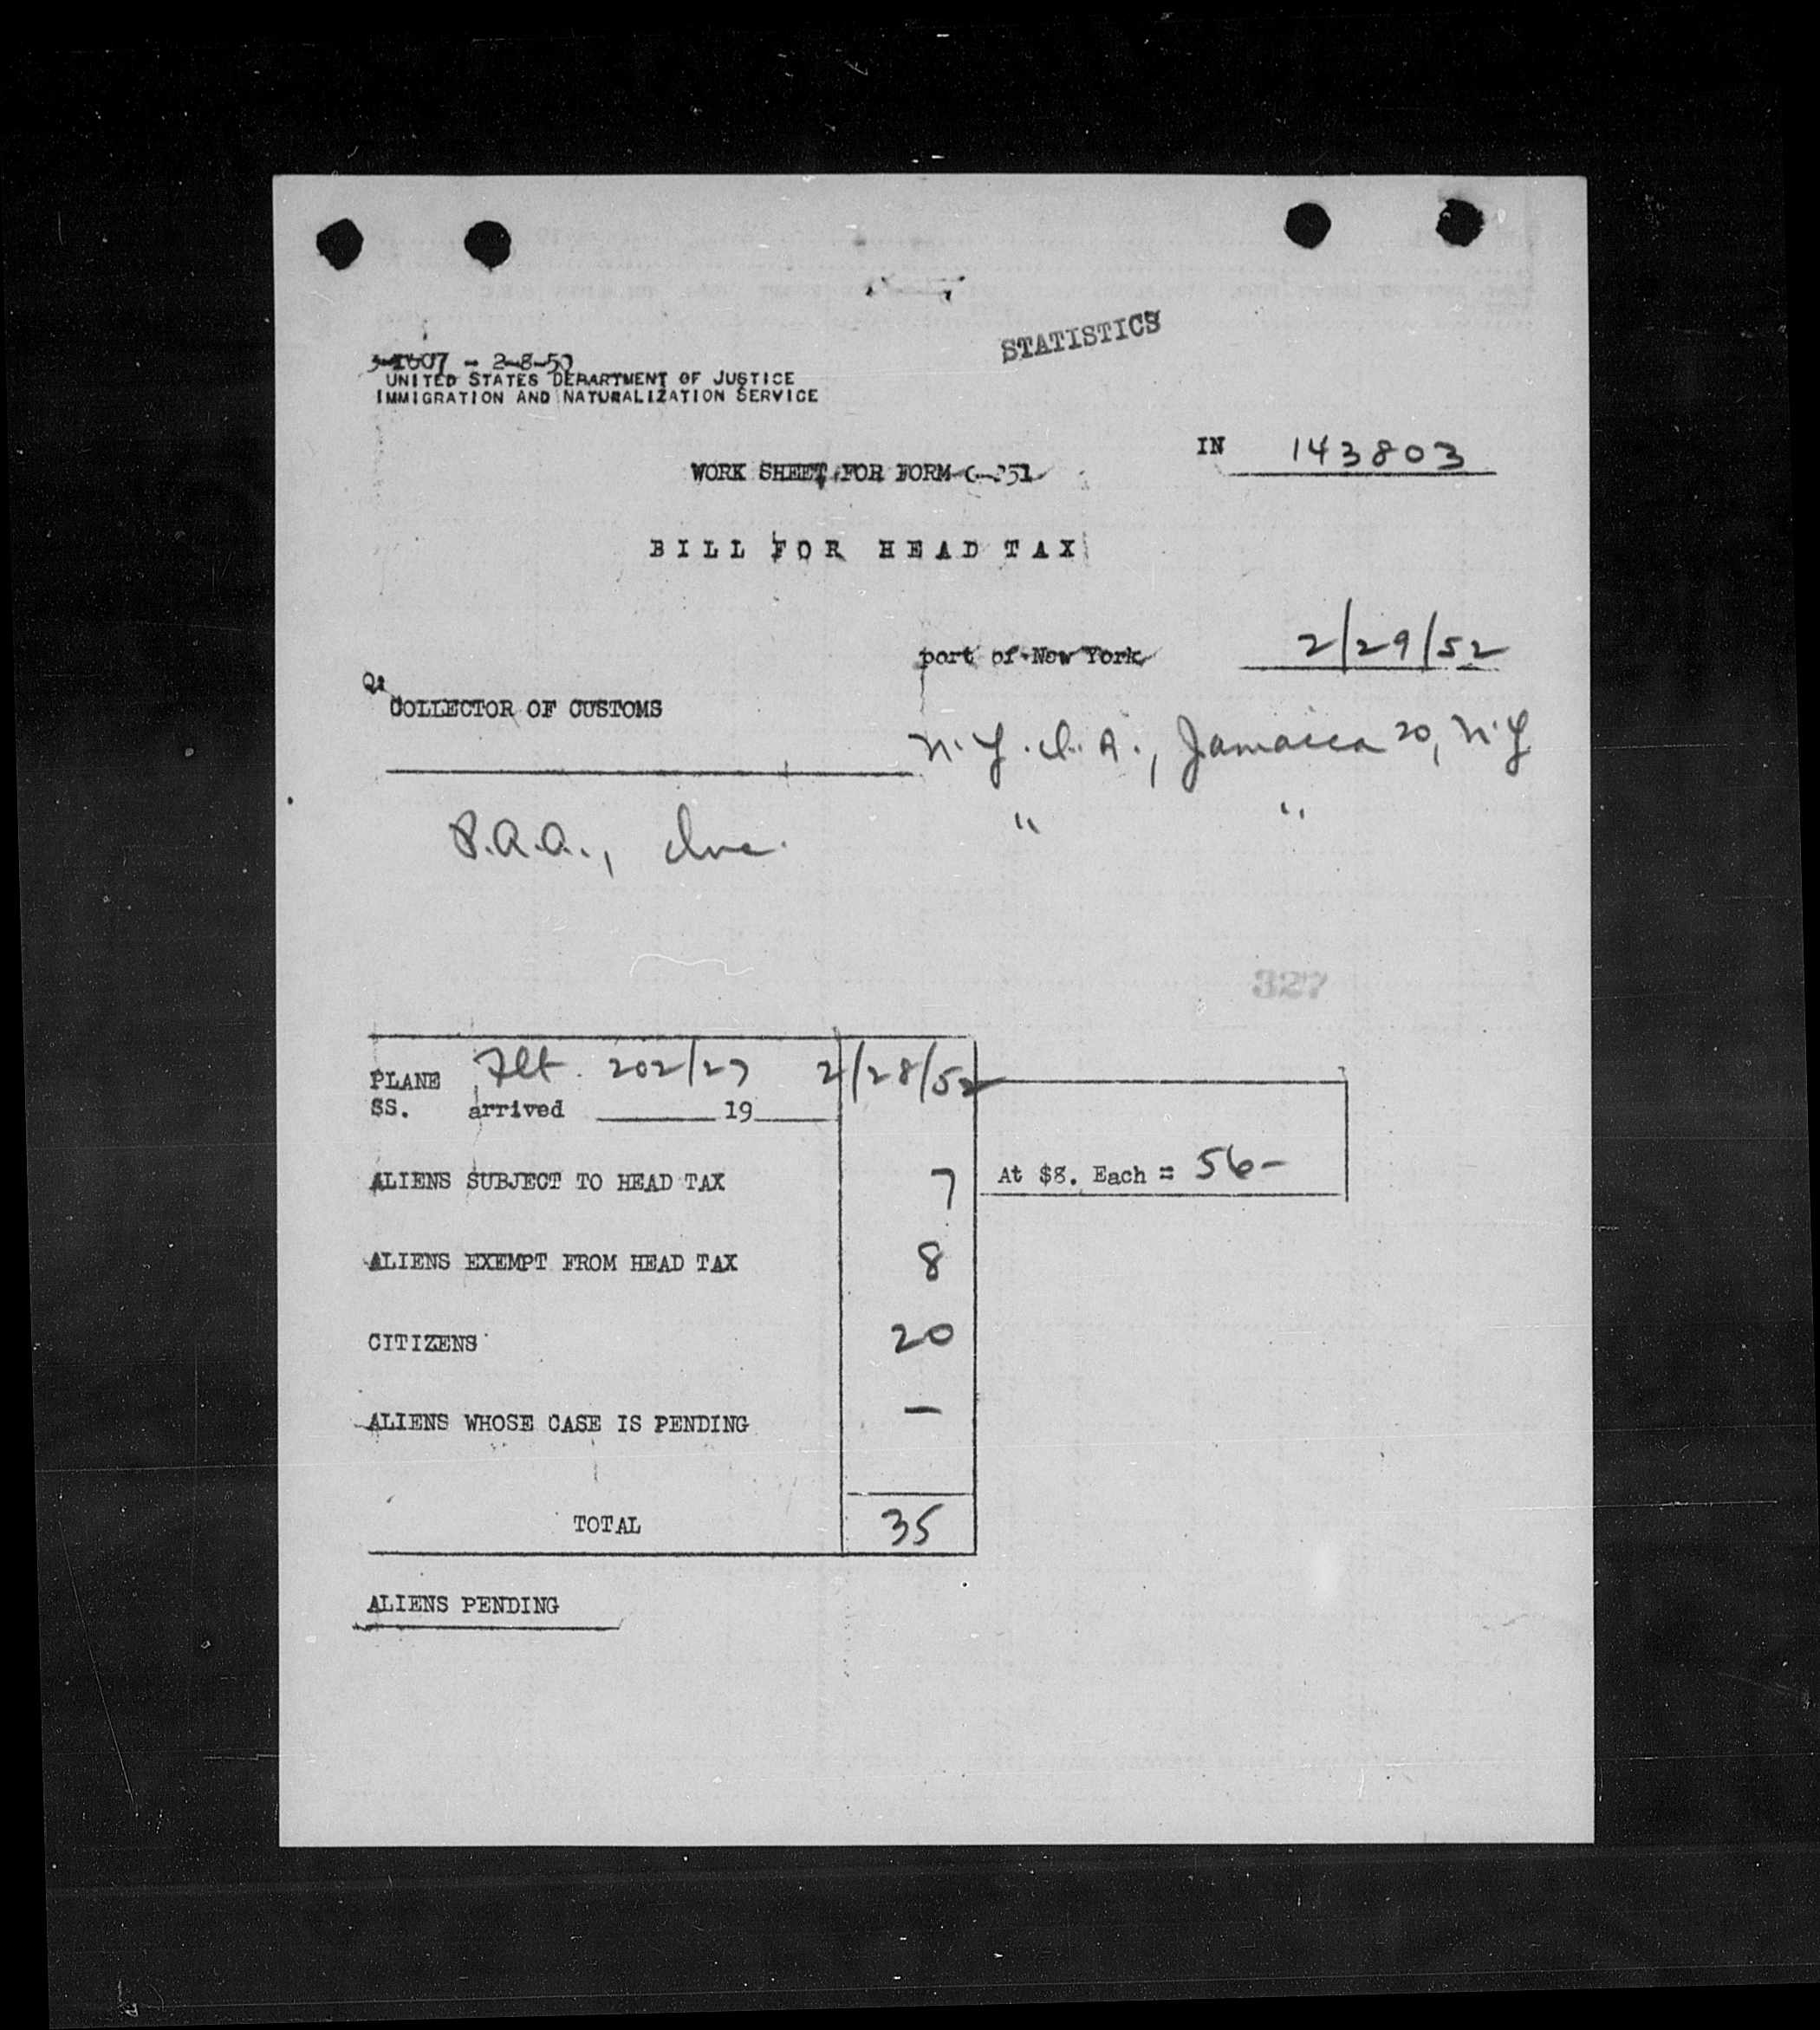 STATISTICS
3-1607 - 2-8-50
UNITED STATES DEPARTMENT OF JUSTICE
IMMIGRATION AND NATURALIZATION SERVICE
IN 143803
WORK SHEET FOR FORM G-251
BILL FOR HEAD TAX
port of New York 2/29/52
COLLECTOR OF CUSTOMS
N.Y.I.A., Jamaica 20, N.Y
P.A.A., Inc. " "
327
PLANE Flt. 202/27 2/28/52
SS. arrived 19
ALIENS SUBJECT TO HEAD TAX 7 At $8. Each = 56-
ALIENS EXEMPT FROM HEAD TAX 8
CITIZENS 20
ALIENS WHOSE CASE IS PENDING -
TOTAL 35
ALIENS PENDING